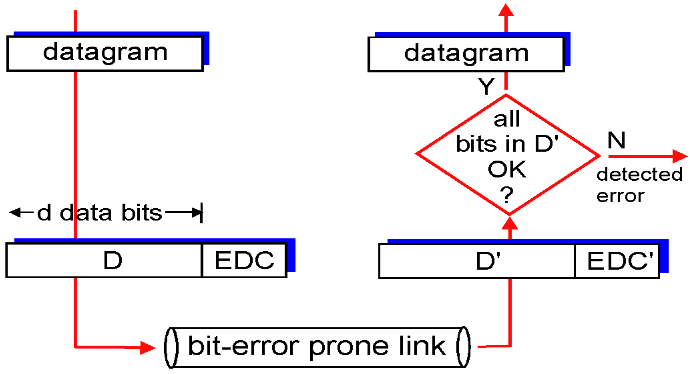 datagram
datagram
Y
all
bits in D'
OK
?
N
detected
error
d data bits
D
EDC
D'
EDC'
bit-error prone link